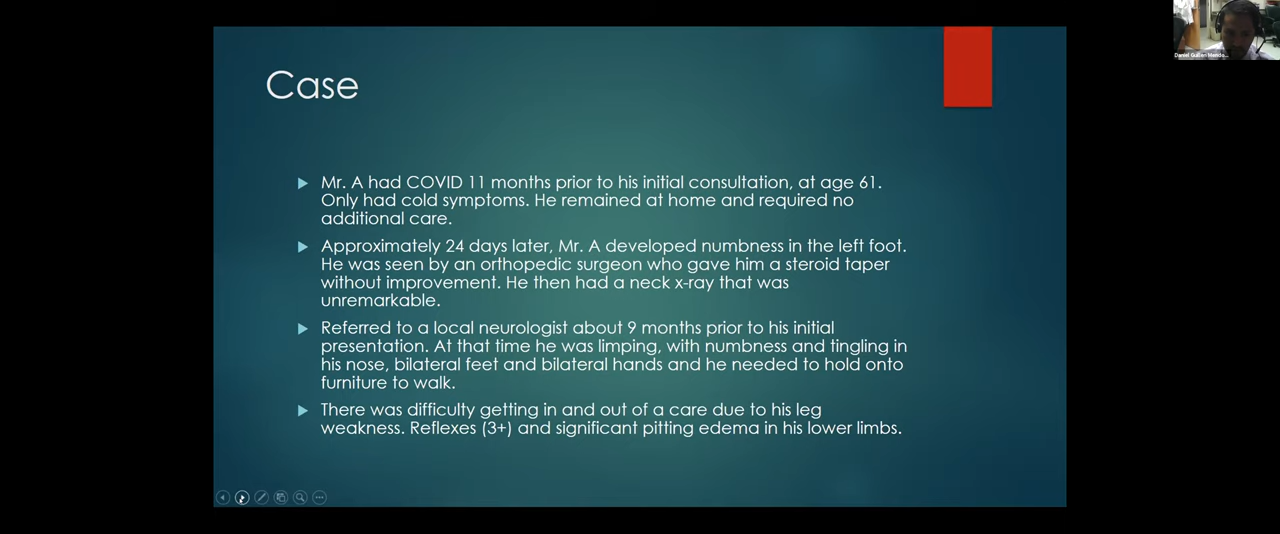 Case
Mr. A had COVID 11 months prior to his initial consultation, at age 61.
Only had cold symptoms. He remained at home and required no
additional care.
Approximately 24 days later, Mr. A developed numbness in the left foot.
He was seen by an orthopedic surgeon who gave him a steroid taper
without improvement. He then had a neck x-ray that was
unremarkable.
Referred to a local neurologist about 9 months prior to his initial
presentation. At that time he was limping, with numbness and tingling in
his nose, bilateral feet and bilateral hands and he needed to hold onto
furniture to walk.
There was difficulty getting in and out of a care due to his leg
weakness. Reflexes (3+) and significant pitting edema in his lower limbs.
Daniel